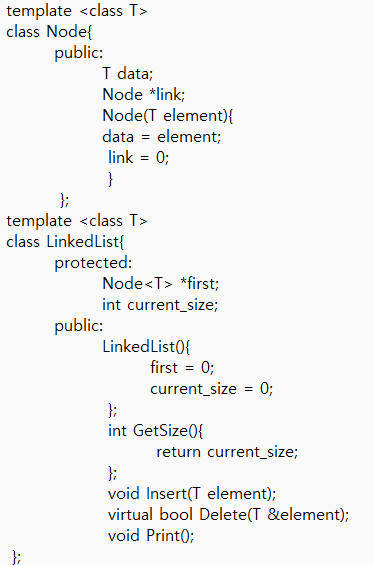 template <class T>
class Node{
public:
T data;
Node *link;
Node(T element){
data = element;
link = 0;
}
};
template <class T>
class LinkedList{
protected:
Node<T> *first;
int current_size;
public:
LinkedList(){
first = 0;
current_size = 0;
};
int GetSize(){
return current_size;
};
void Insert(T element);
virtual bool Delete(T &element);
void Print();
};